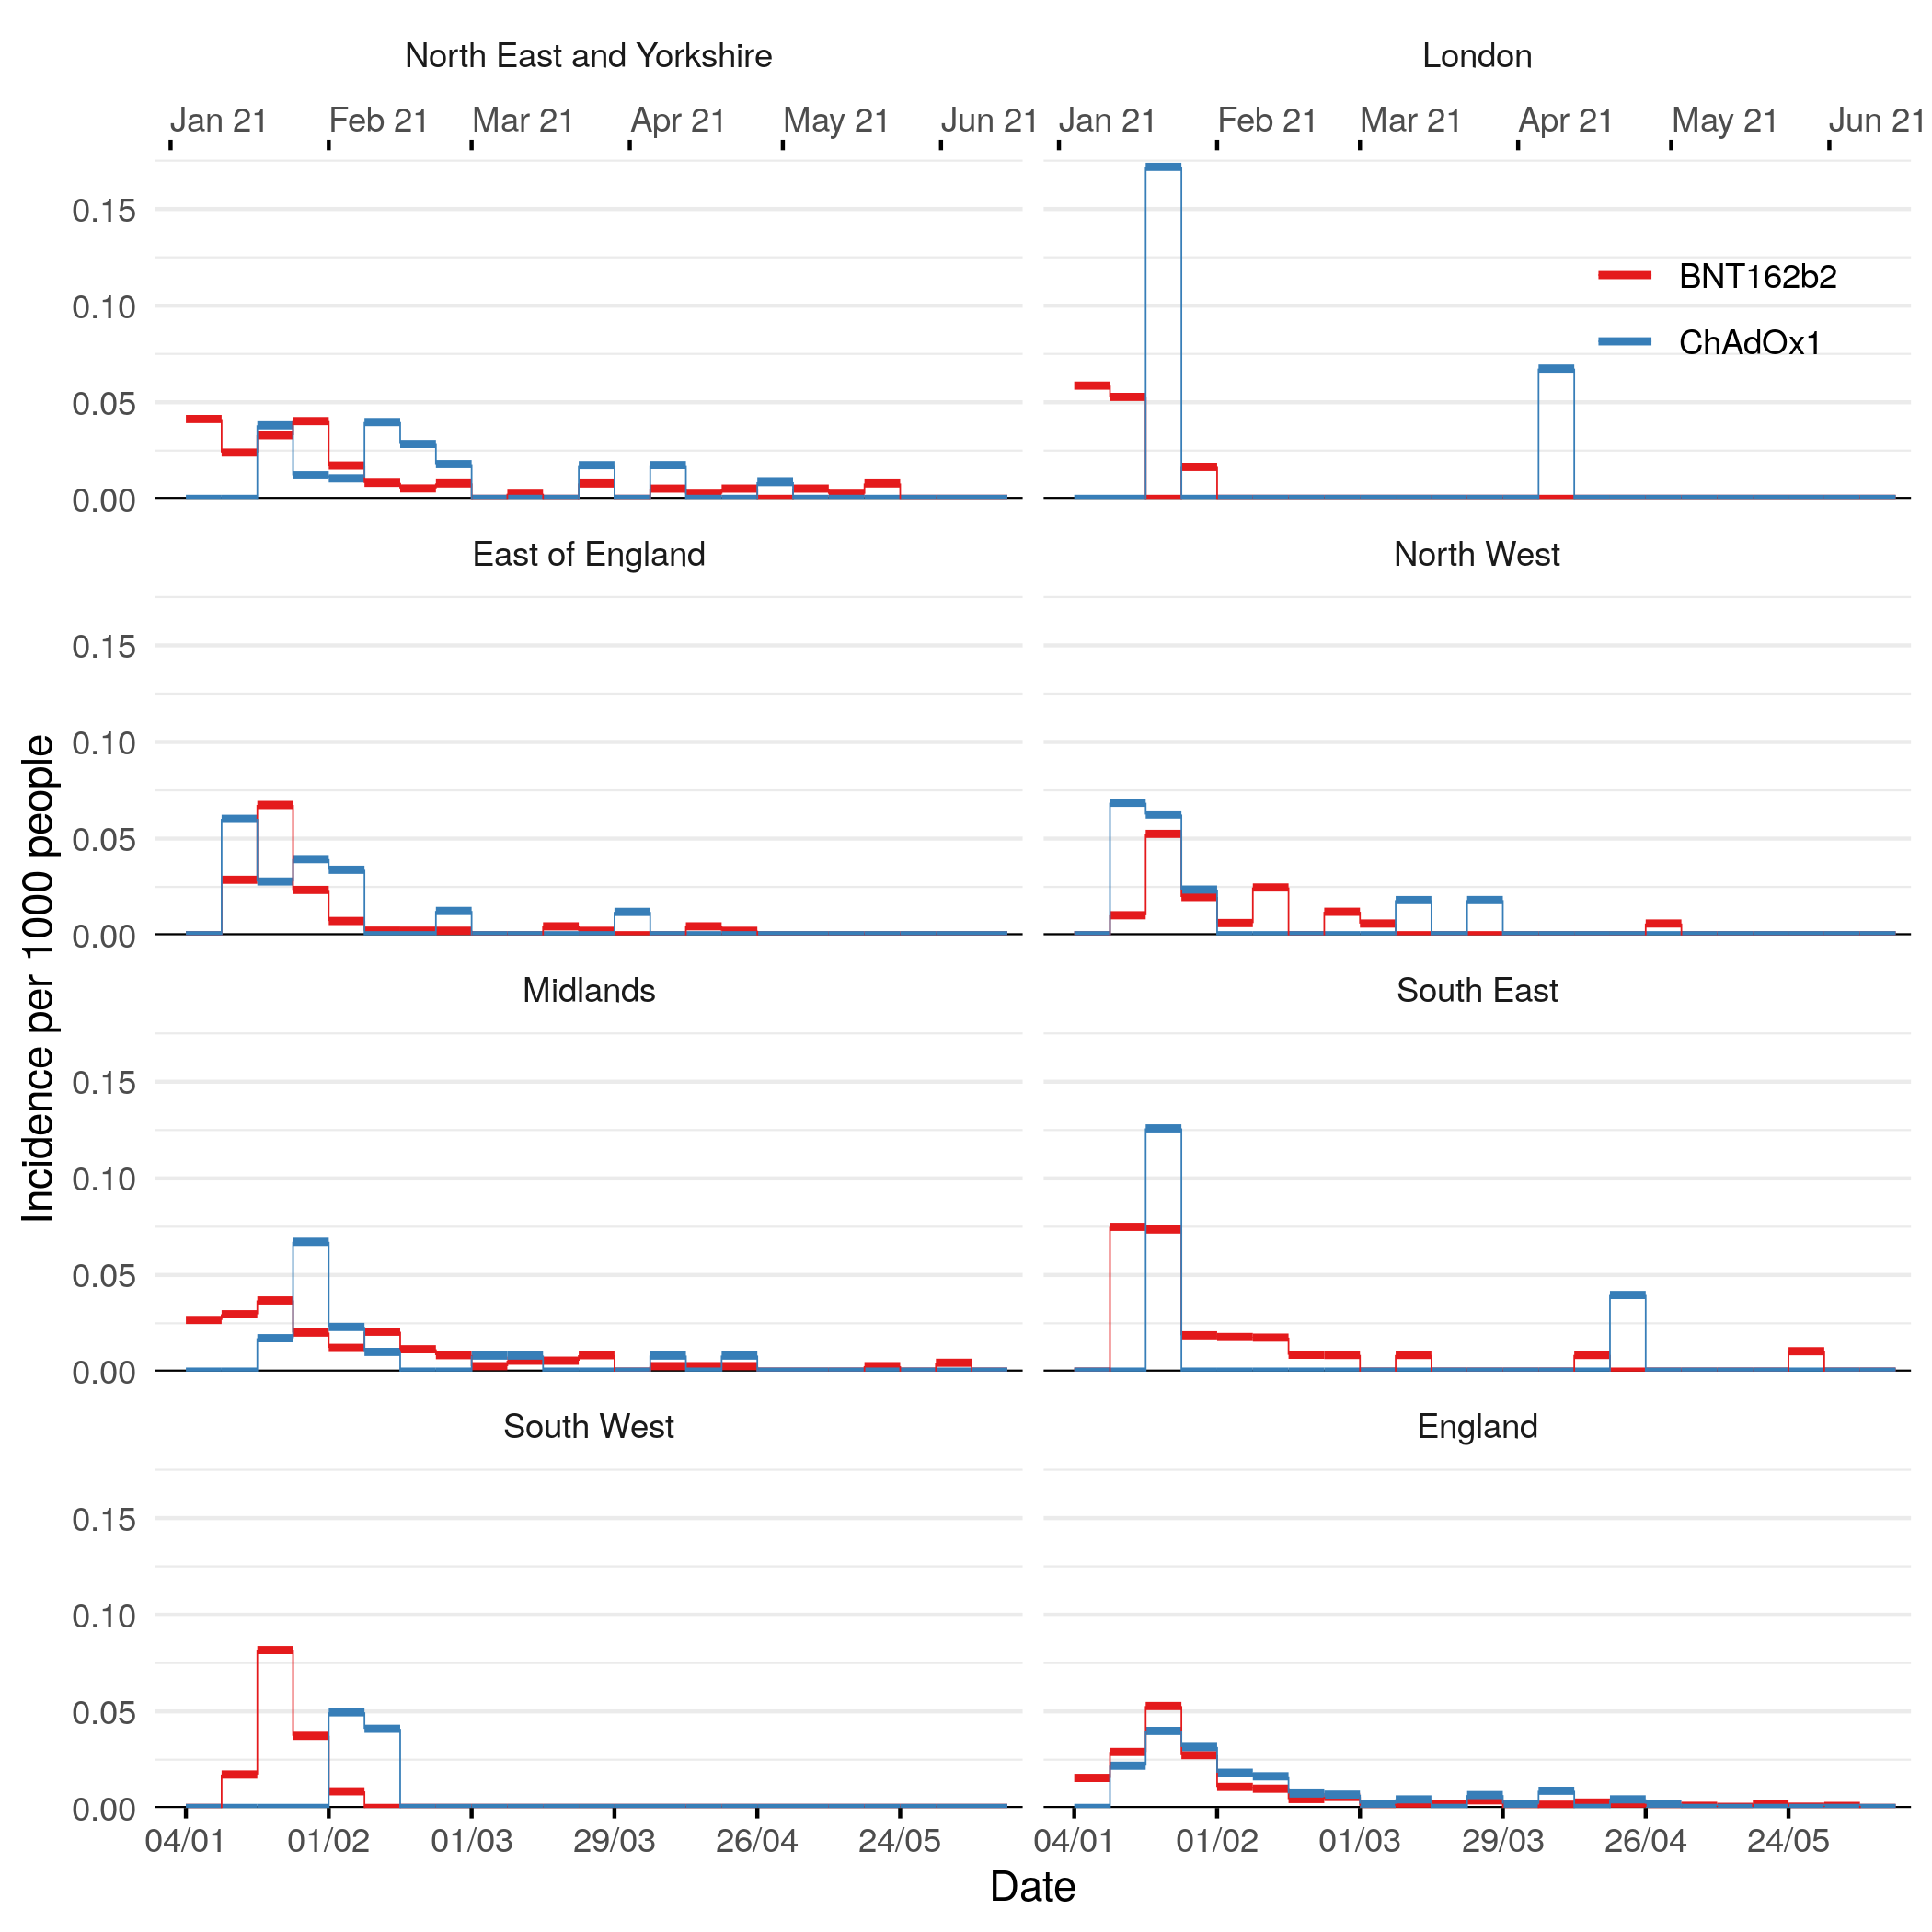 North East and Yorkshire
London
Jan 21 Feb 21 Mar 21 Apr 21 May 21 Jun 21
Jan 21 Feb 21 Mar 21 Apr 21 May 21 Jun 21
0.15
0.10
0.05
0.00
BNT162b2
ChAdOx1
East of England
North West
0.15
0.10
0.05
0.00
Incidence per 1000 people
Midlands
South East
0.15
0.10
0.05
0.00
South West
England
0.15
0.10
0.05
0.00
04/01 01/02 01/03 29/03 26/04 24/05
04/01 01/02 01/03 29/03 26/04 24/05
Date